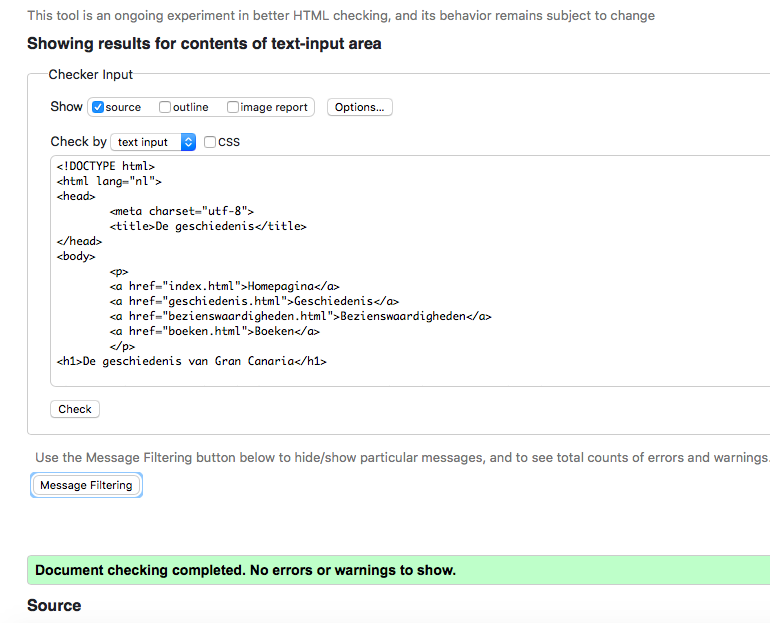 This tool is an ongoing experiment in better HTML checking, and its behavior remains subject to change
Showing results for contents of text-input area
Checker Input
Show source outline image report Options...
Check by text input CSS
<!DOCTYPE html>
<html lang="nl">
<head>
<meta charset="utf-8">
<title>De geschiedenis</title>
</head>
<body>
<p>
<a href="index.html">Homepagina</a>
<a href="geschiedenis.html">Geschiedenis</a>
<a href="bezienswaardigheden.html">Bezienswaardigheden</a>
<a href="boeken.html">Boeken</a>
</p>
<h1>De geschiedenis van Gran Canaria</h1>
Check
Use the Message Filtering button below to hide/show particular messages, and to see total counts of errors and warnings.
Message Filtering
Document checking completed. No errors or warnings to show.
Source